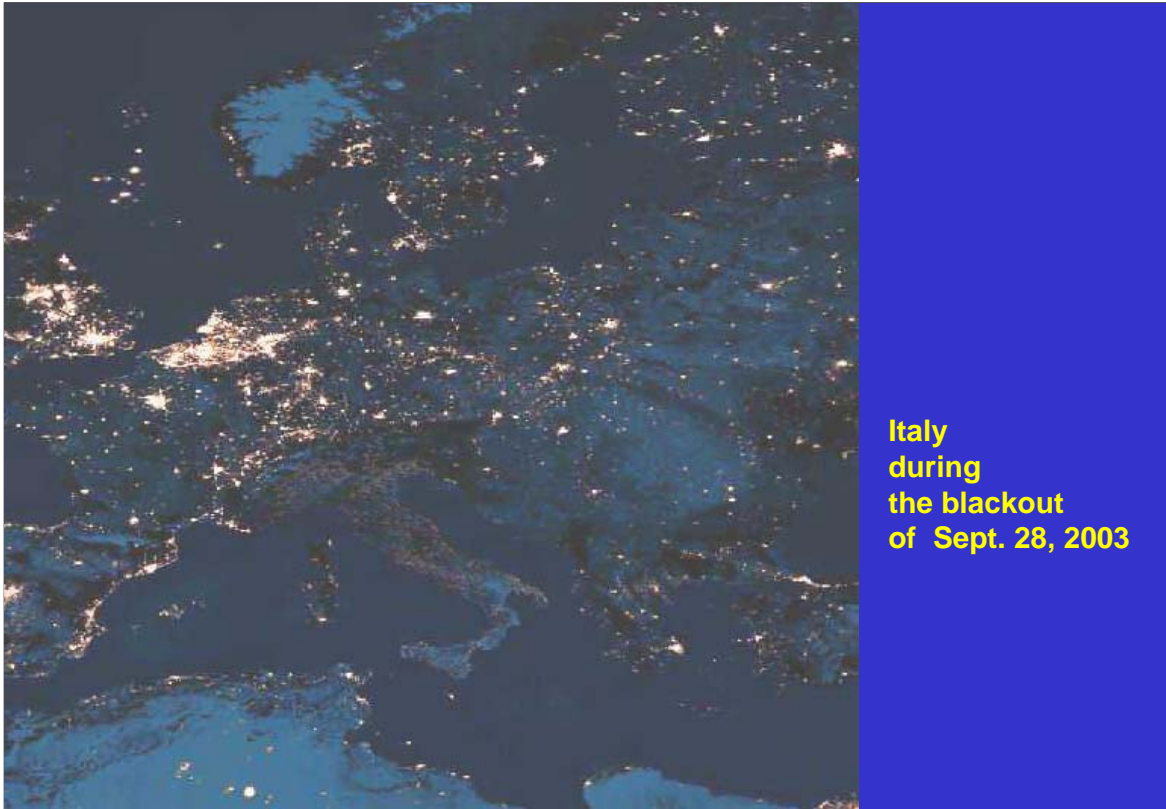 Italy
during
the blackout
of  Sept. 28, 2003